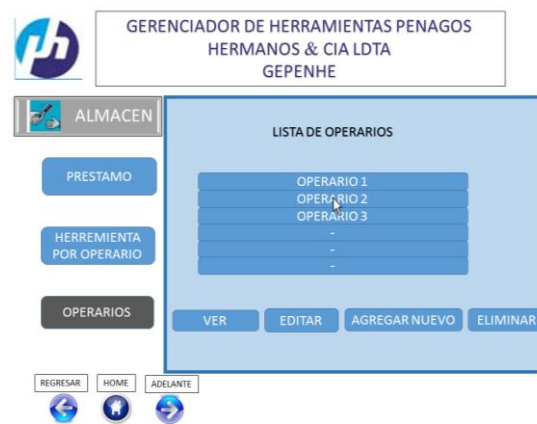 GERENCIADOR DE HERRAMIENTAS PENAGOS
HERMANOS & CIA LDTA
GEPENHE
ALMACEN
LISTA DE OPERARIOS
PRESTAMO
OPERARIO 1
OPERARIO 2
OPERARIO 3
-
-
-
HERREMIENTA
POR OPERARIO
OPERARIOS
VER
EDITAR
AGREGAR NUEVO
ELIMINAR
REGRESAR
HOME
ADELANTE